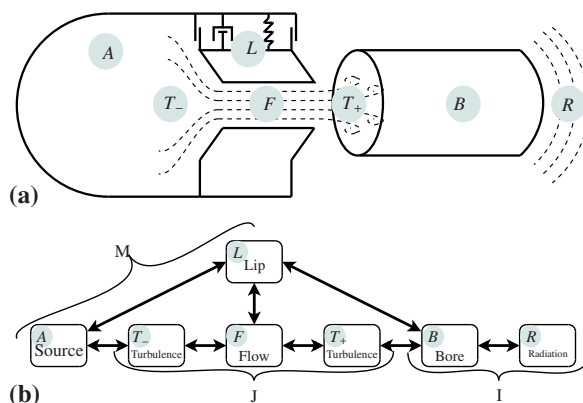 A
L
T−
F
T+
B
R
(a)
M
L
Lip
A
Source
T−
Turbulence
F
Flow
T+
Turbulence
B
Bore
R
Radiation
J
I
(b)